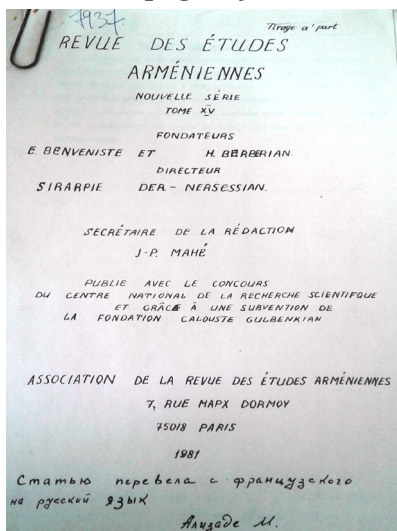 1937
Tirage a' part
REVUE DES ÉTUDES
ARMÉNIENNES
NOUVELLE SÉRIE
TOME XV
FONDATEURS
E. BENVENISTE ET H. BERBERIAN.
DIRECTEUR
SIRARPIE DER-NERSESSIAN.
SECRÉTAIRE DE LA RÉDACTION
J-P. MAHÉ
PUBLIE AVEC LE CONCOURS
DU CENTRE NATIONAL DE LA RECHERCHE SCIENTIFQUE
ET GRÂCE À UNE SUBVENTION DE
LA FONDATION CALOUSTE GULBENKIAN
ASSOCIATION DE LA REVUE DES ÉTUDES ARMÉNIENNES
7, RUE MAPX DORMOY
75018 PARIS
1981
Статью перевела с французского
на русский язык
Ализаде М.